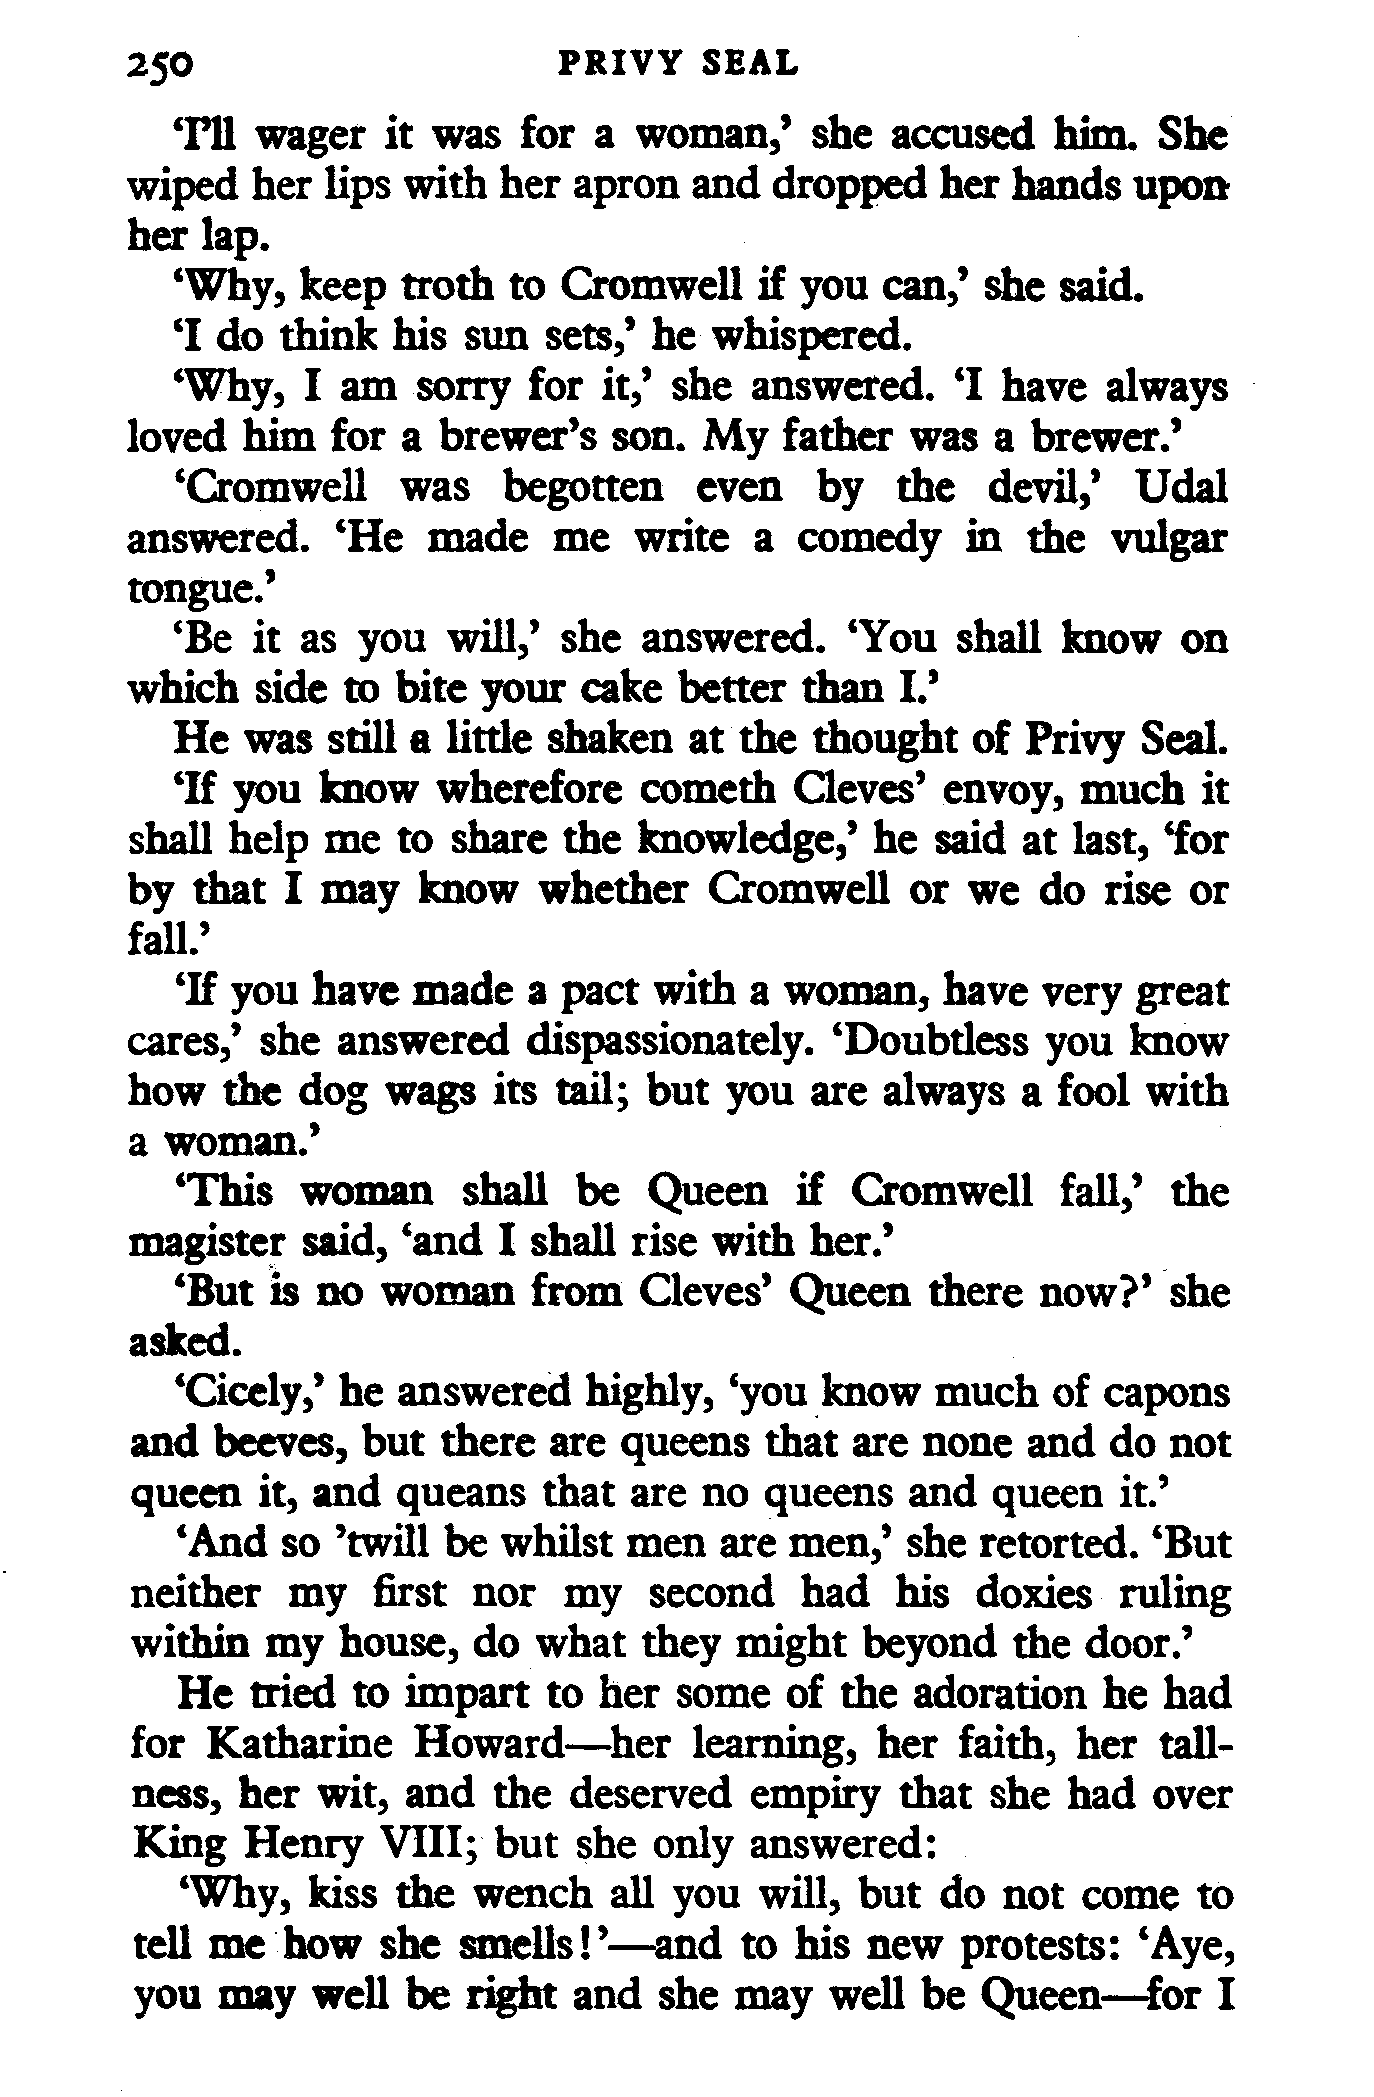 250 PRIVY SEAL
‘I’ll wager it was for a woman,’ she accused him. She
wiped her lips with her apron and dropped her hands upon
her lap.
‘Why, keep troth to Cromwell if you can,’ she said.
‘I do think his sun sets,’ he whispered.
‘Why, I am sorry for it,’ she answered. ‘I have always
loved him for a brewer’s son. My father was a brewer.’
‘Cromwell was begotten even by the devil,’ Udal
answered. ‘He made me write a comedy in the vulgar
tongue.’
‘Be it as you will,’ she answered. ‘You shall know on
which side to bite your cake better than I.’
He was still a little shaken at the thought of Privy Seal.
‘If you know wherefore cometh Cleves’ envoy, much it
shall help me to share the knowledge,’ he said at last, ‘for
by that I may know whether Cromwell or we do rise or
fall.’
‘If you have made a pact with a woman, have very great
cares,’ she answered dispassionately. ‘Doubtless you know
how the dog wags its tail; but you are always a fool with
a woman.’
‘This woman shall be Queen if Cromwell fall,’ the
magister said, ‘and I shall rise with her.’
‘But is no woman from Cleves’ Queen there now?’ she
asked.
‘Cicely,’ he answered highly, ‘you know much of capons
and beeves, but there are queens that are none and do not
queen it, and queans that are no queens and queen it.’
‘And so ’twill be whilst men are men,’ she retorted. ‘But
neither my first nor my second had his doxies ruling
within my house, do what they might beyond the door.’
He tried to impart to her some of the adoration he had
for Katharine Howard—her learning, her faith, her tall-
ness, her wit, and the deserved empiry that she had over
King Henry VIII; but she only answered:
‘Why, kiss the wench all you will, but do not come to
tell me how she smells!’—and to his new protests: ‘Aye,
you may well be right and she may well be Queen—for I